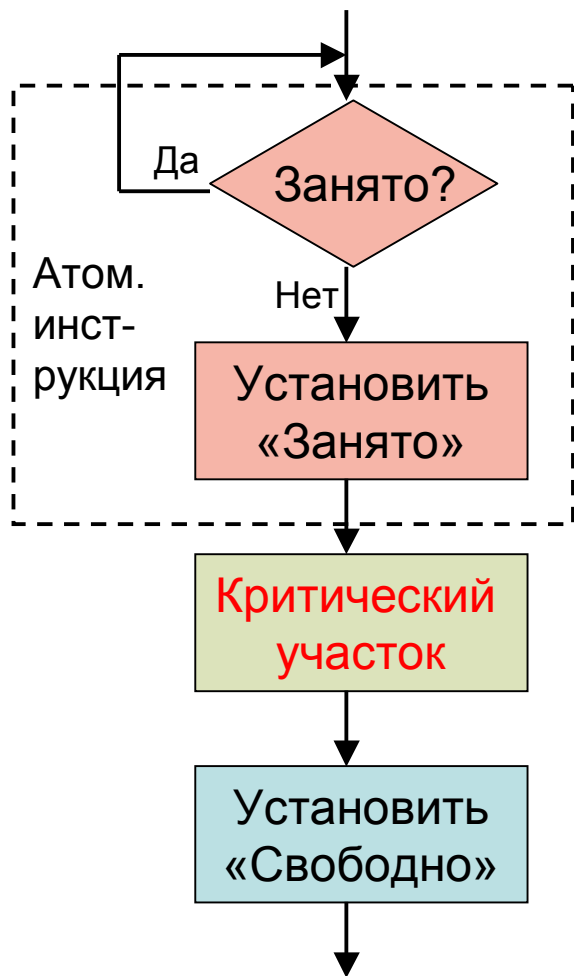 Занято?
Да
Атом.
инст-
рукция
Нет
Установить
«Занято»
Критический
участок
Установить
«Свободно»